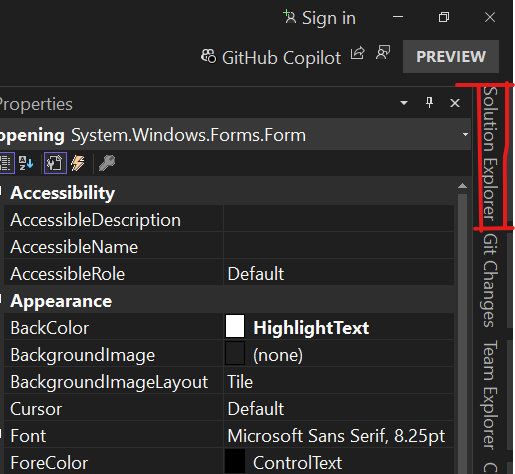 Sign in
GitHub Copilot
PREVIEW
Properties
opening System.Windows.Forms.Form
Accessibility
AccessibleDescription
AccessibleName
AccessibleRole Default
Appearance
BackColor HighlightText
BackgroundImage (none)
BackgroundImageLayout Tile
Cursor Default
Font Microsoft Sans Serif, 8.25pt
ForeColor ControlText
Solution Explorer
Git Changes
Team Explorer